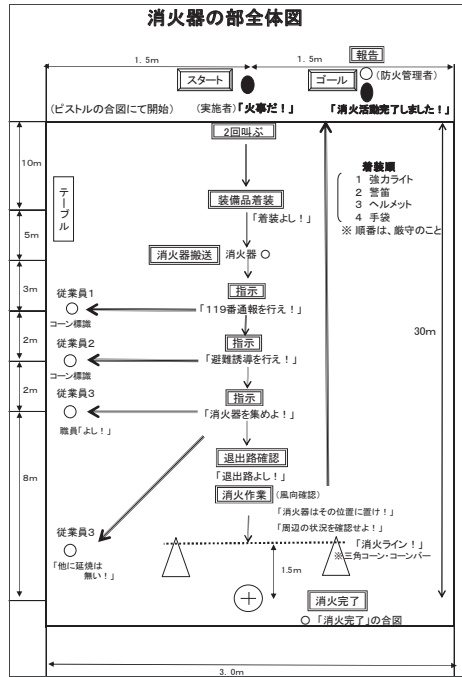 消火器の部全体図
1.5m
1.5m
報告
スタート
ゴール
(防火管理者)
(ピストルの合図にて開始)
(実施者)「火事だ!」
「消火活動完了しました!」
2回叫ぶ
10m
着装順
1 強力ライト
2 警笛
3 ヘルメット
4 手袋
※ 順番は、厳守のこと
テーブル
装備品着装
「着装よし!」
5m
消火器搬送
消火器
3m
従業員1
指示
コーン標識
「119番通報を行え!」
30m
2m
従業員2
指示
コーン標識
「避難誘導を行え!」
2m
従業員3
指示
職員「よし!」
「消火器を集めよ!」
退出路確認
「退出路よし!」
8m
消火作業
(風向確認)
「消火器はその位置に置け!」
「周辺の状況を確認せよ!」
従業員3
「消火ライン!」
※三角コーン・コーンバー
「他に延焼は
無い!」
1.5m
消火完了
○ 「消火完了」の合図
3.0m